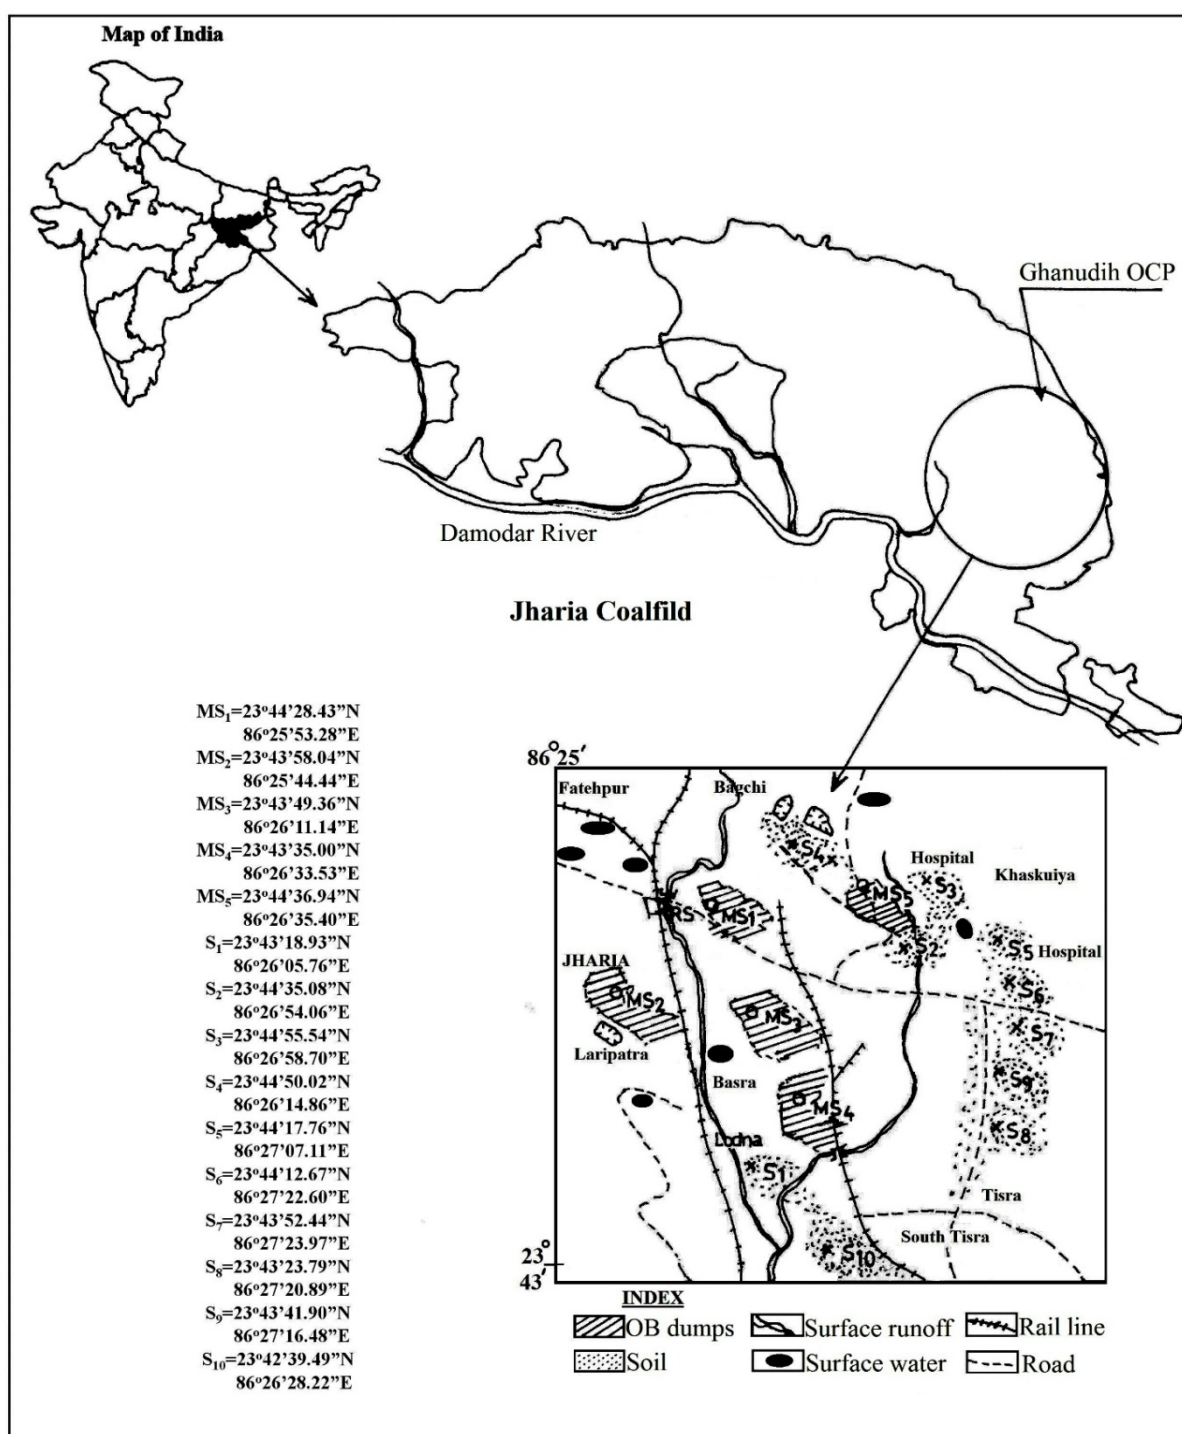 Map of India
Ghanudih OCP
Damodar River
Jharia Coalfild
MS₁=23°44’28.43”N
86°25’53.28”E
MS₂=23°43’58.04”N
86°25’44.44”E
MS₃=23°43’49.36”N
86°26’11.14”E
MS₄=23°43’35.00”N
86°26’33.53”E
MS₅=23°44’36.94”N
86°26’35.40”E
S₁=23°43’18.93”N
86°26’05.76”E
S₂=23°44’35.08”N
86°26’54.06”E
S₃=23°44’55.54”N
86°26’58.70”E
S₄=23°44’50.02”N
86°26’14.86”E
S₅=23°44’17.76”N
86°27’07.11”E
S₆=23°44’12.67”N
86°27’22.60”E
S₇=23°43’52.44”N
86°27’23.97”E
S₈=23°43’23.79”N
86°27’20.89”E
S₉=23°43’41.90”N
86°27’16.48”E
S₁₀=23°42’39.49”N
86°26’28.22”E
86°25′
Fatehpur
Bagchi
S₄
Hospital
Khaskuiya
MS₅
S₃
RS
MS₁
S₂
S₅
Hospital
JHARIA
MS₂
S₆
MS₃
S₇
Laripatra
Basra
S₉
MS₄
Lodna
S₈
S₁
Tisra
South Tisra
S₁₀
23°
43′
INDEX
OB dumps
Surface runoff
Rail line
Soil
Surface water
Road